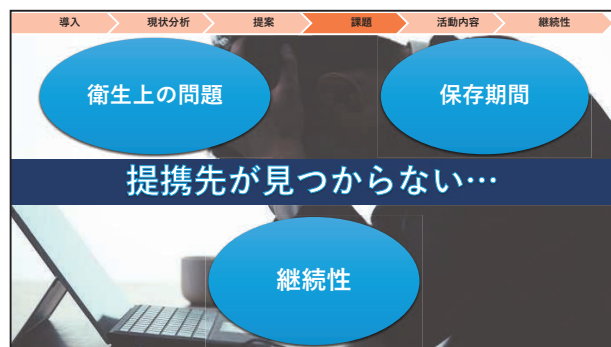 導入 現状分析 提案 課題 活動内容 継続性
衛生上の問題 保存期間
提携先が見つからない…
継続性